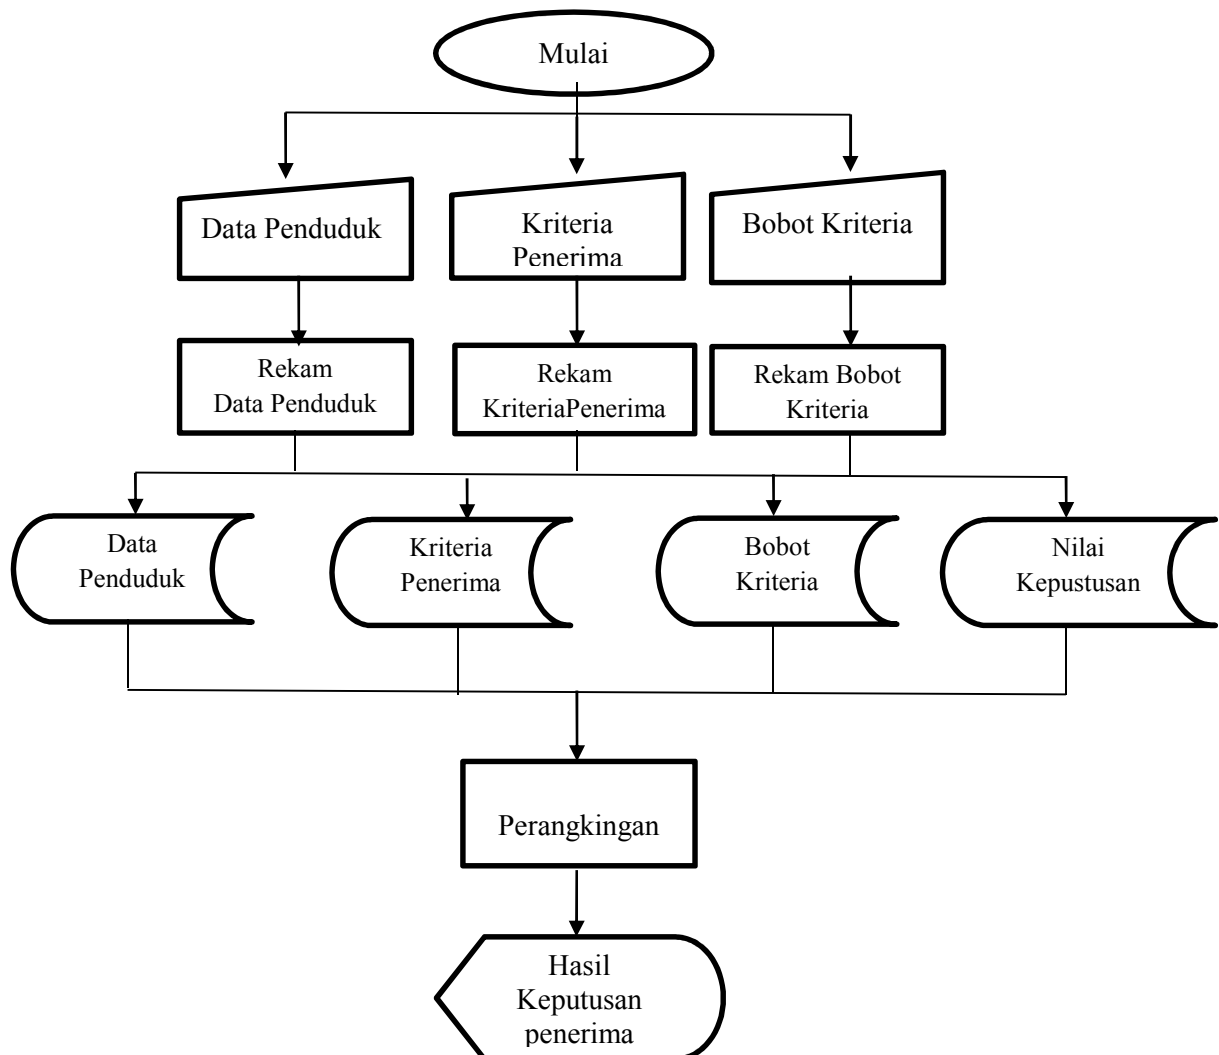 Mulai
Data Penduduk
Kriteria
Penerima
Bobot Kriteria
Rekam
Data Penduduk
Rekam
KriteriaPenerima
Rekam Bobot
Kriteria
Data
Penduduk
Kriteria
Penerima
Bobot
Kriteria
Nilai
Kepustusan
Perangkingan
Hasil
Keputusan
penerima